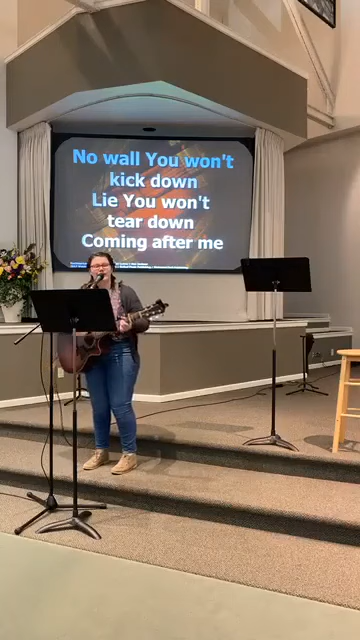 No wall You won't
kick down
Lie You won't
tear down
Coming after me